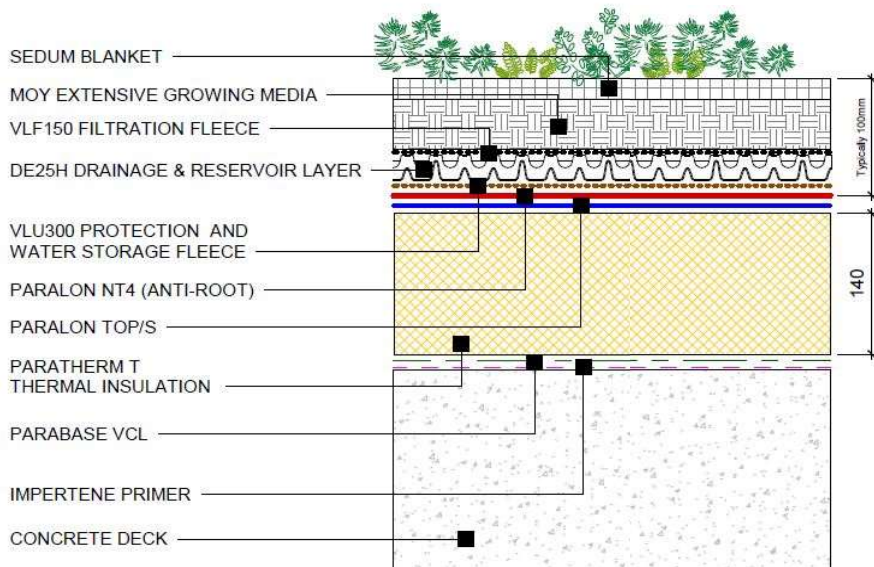 SEDUM BLANKET
MOY EXTENSIVE GROWING MEDIA
VLF150 FILTRATION FLEECE
DE25H DRAINAGE & RESERVOIR LAYER
VLU300 PROTECTION AND
WATER STORAGE FLEECE
PARALON NT4 (ANTI-ROOT)
PARALON TOP/S
PARATHERM T
THERMAL INSULATION
PARABASE VCL
IMPERTENE PRIMER
CONCRETE DECK
Typically 100mm
140